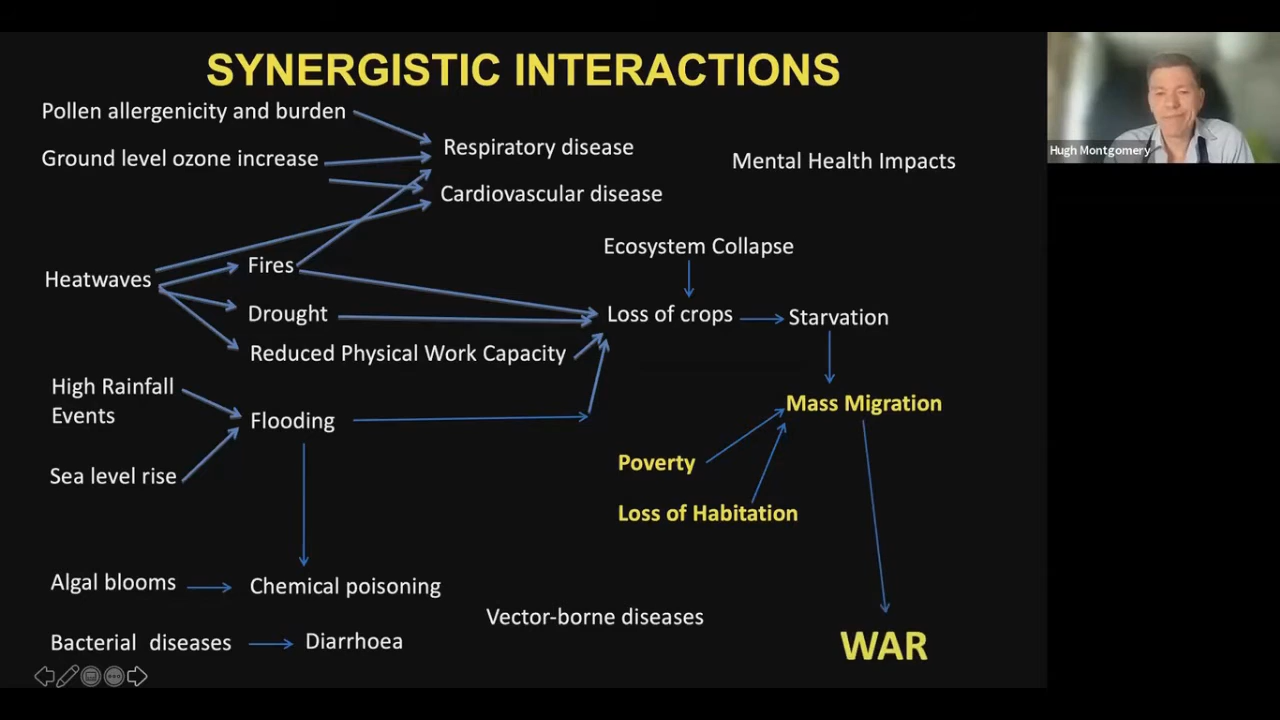 SYNERGISTIC INTERACTIONS
Pollen allergenicity and burden
Ground level ozone increase
Respiratory disease
Cardiovascular disease
Mental Health Impacts
Hugh Montgomery
Ecosystem Collapse
Heatwaves
Fires
Drought
Reduced Physical Work Capacity
Loss of crops
Starvation
High Rainfall
Events
Flooding
Sea level rise
Mass Migration
Poverty
Loss of Habitation
Algal blooms
Chemical poisoning
Bacterial diseases
Diarrhoea
Vector-borne diseases
WAR